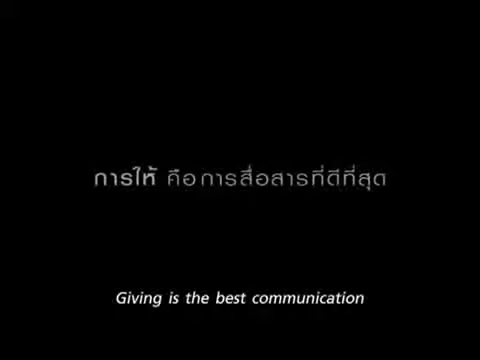 การให้ คือการสื่อสารที่ดีที่สุด
Giving is the best communication